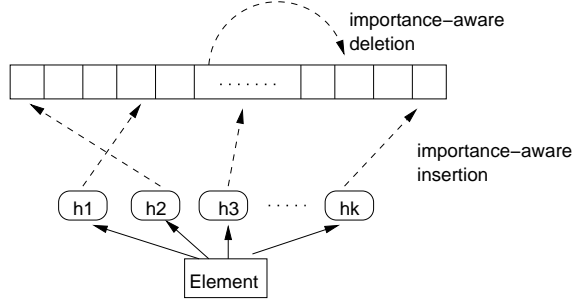 importance-aware
deletion
.......
importance-aware
insertion
h1 h2 h3 ..... hk
Element